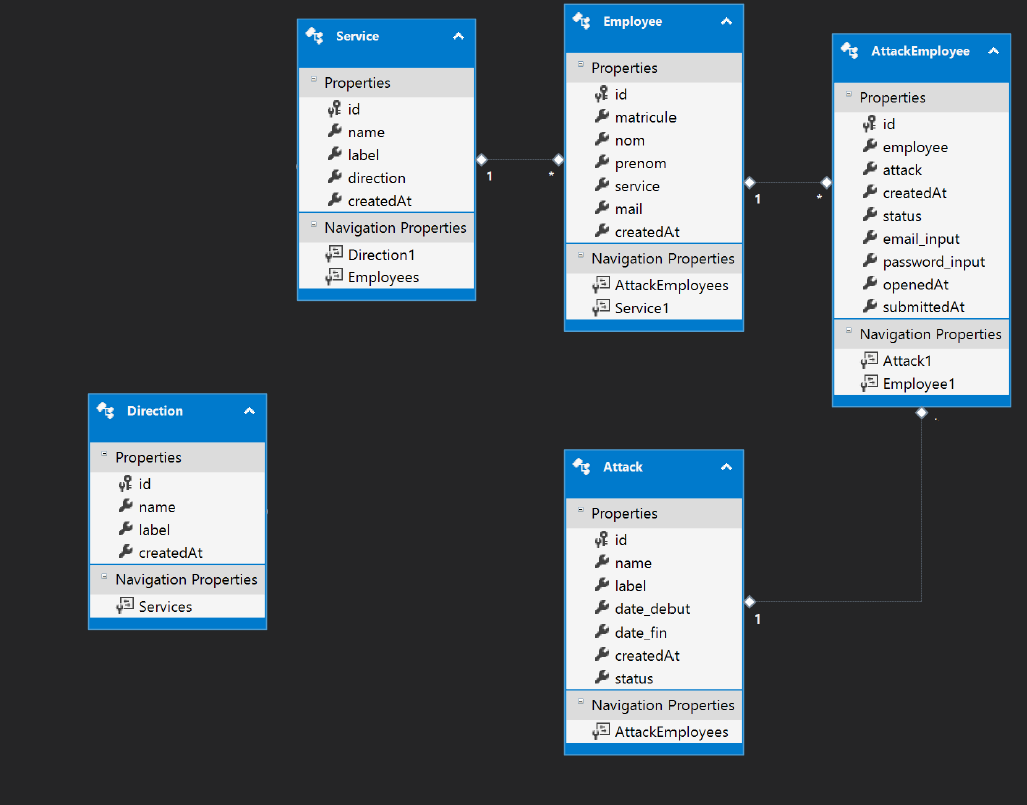 Service
Properties
id
name
label
direction
createdAt
Navigation Properties
Direction1
Employees
1
*
Employee
Properties
id
matricule
nom
prenom
service
mail
createdAt
Navigation Properties
AttackEmployees
Service1
1
*
AttackEmployee
Properties
id
employee
attack
createdAt
status
email_input
password_input
openedAt
submittedAt
Navigation Properties
Attack1
Employee1
Direction
Properties
id
name
label
createdAt
Navigation Properties
Services
Attack
Properties
id
name
label
date_debut
date_fin
createdAt
status
Navigation Properties
AttackEmployees
1